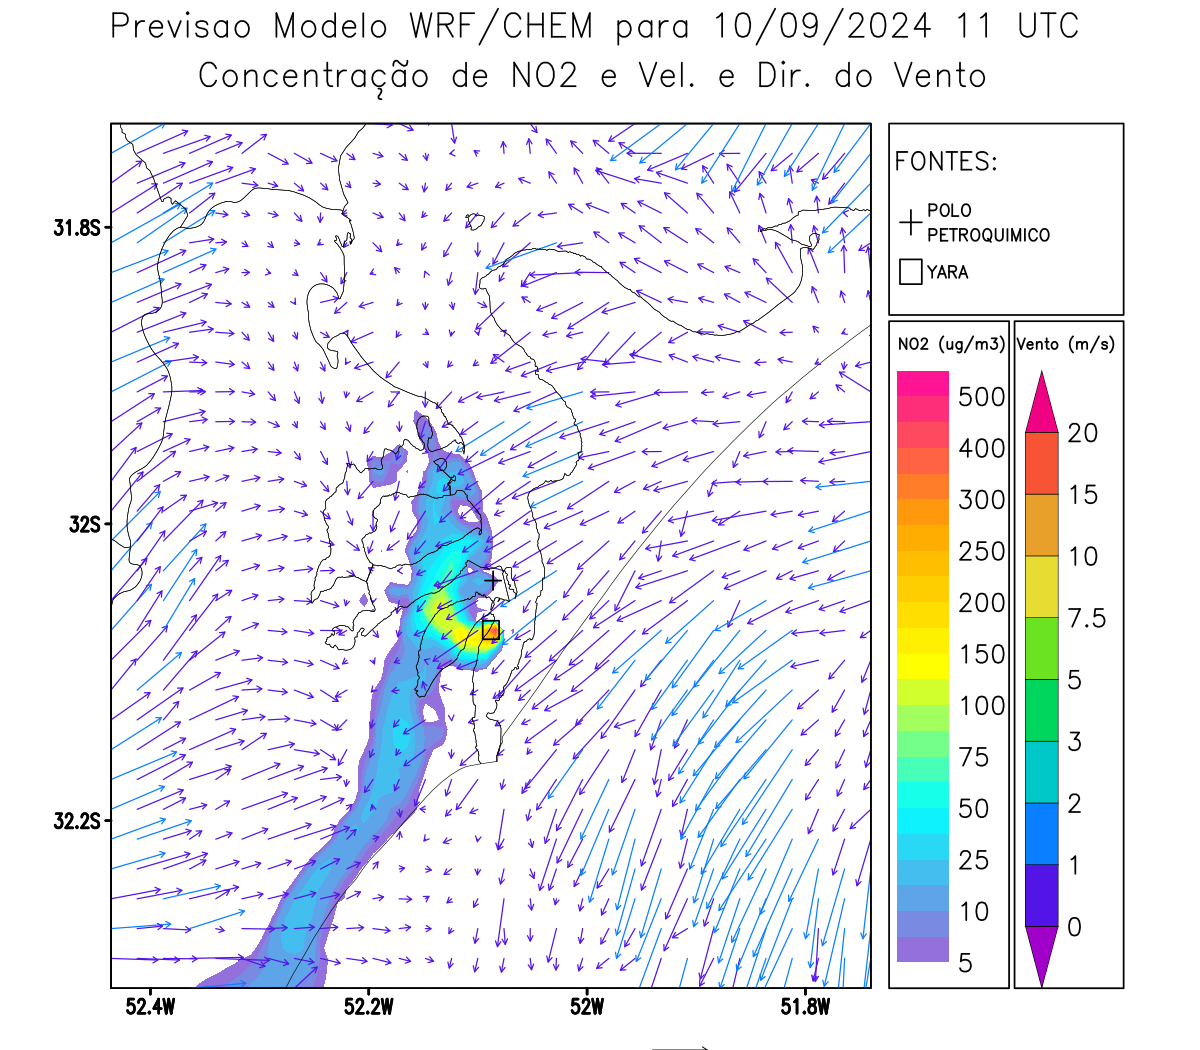 Previsao Modelo WRF/CHEM para 10/09/2024 11 UTC
Concentração de NO2 e Vel. e Dir. do Vento
FONTES:
POLO
PETROQUIMICO
YARA
NO2 (ug/m3)
500
400
300
250
200
150
100
75
50
25
10
5
Vento (m/s)
20
15
10
7.5
5
3
2
1
0
31.8S
32S
32.2S
52.4W
52.2W
52W
51.8W